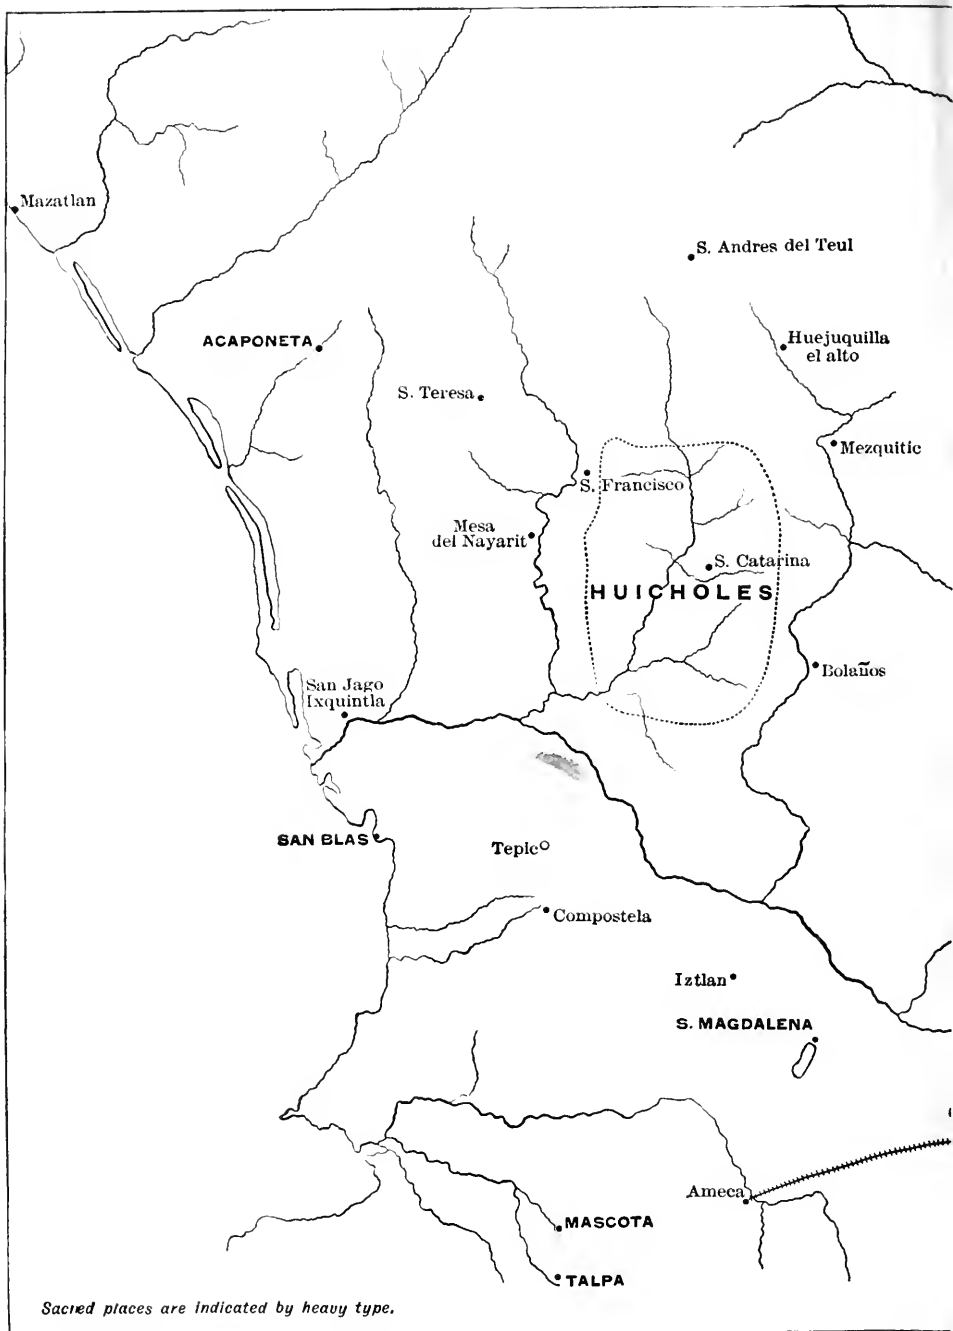 Mazatlan
S. Andres del Teul
ACAPONETA
Huejuquilla
el alto
S. Teresa
Mezquitic
S. Francisco
Mesa
del Nayarit
S. Catarina
HUICHOLES
Bolaños
San Jago
Ixquintla
SAN BLAS
Tepic
Compostela
Iztlan
S. MAGDALENA
Ameca
MASCOTA
TALPA
Sacred places are indicated by heavy type.